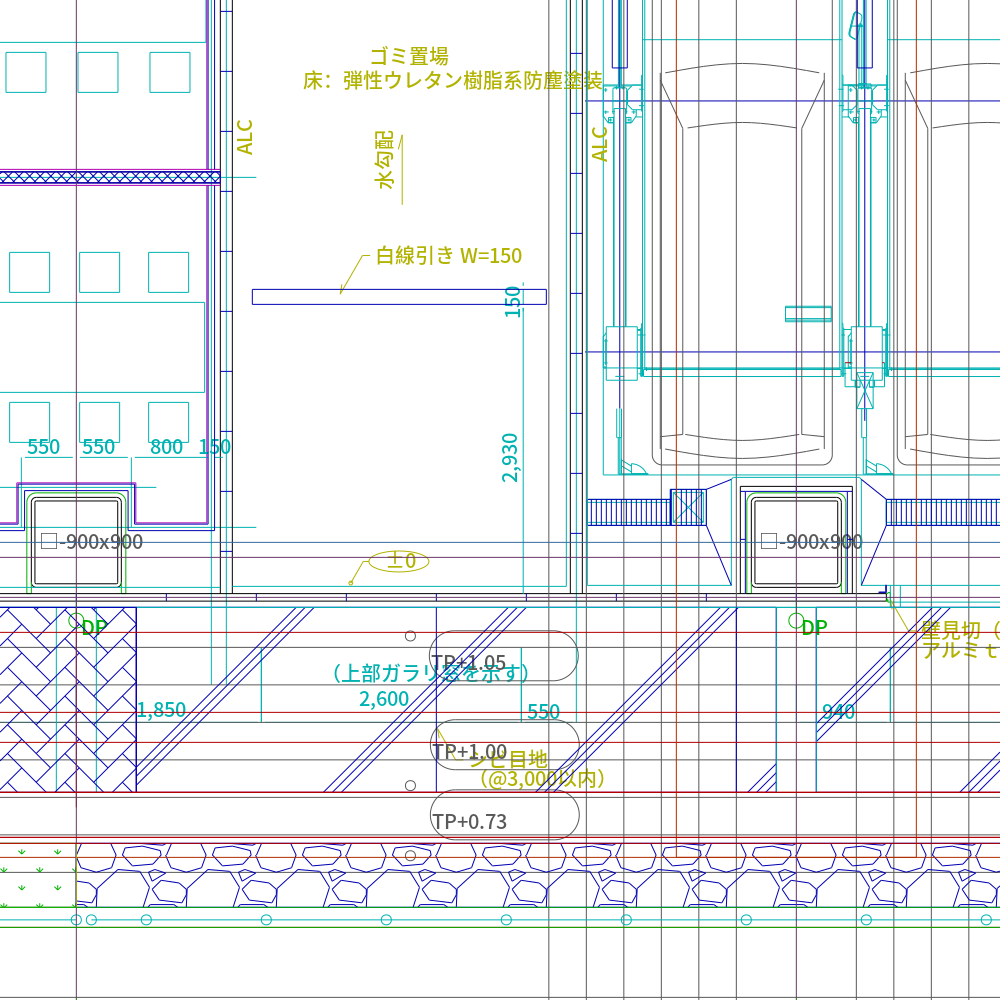 ゴミ置場
床：弾性ウレタン樹脂系防塵塗装
ALC
ALC
水勾配
白線引き W=150
150
2,930
550
550
800
150
□-900x900
□-900x900
±0
DP
DP
壁見切（
アルミ
TP+1.05
（上部ガラリ窓を示す）
2,600
1,850
550
940
TP+1.00
目地
（@3,000以内）
TP+0.73